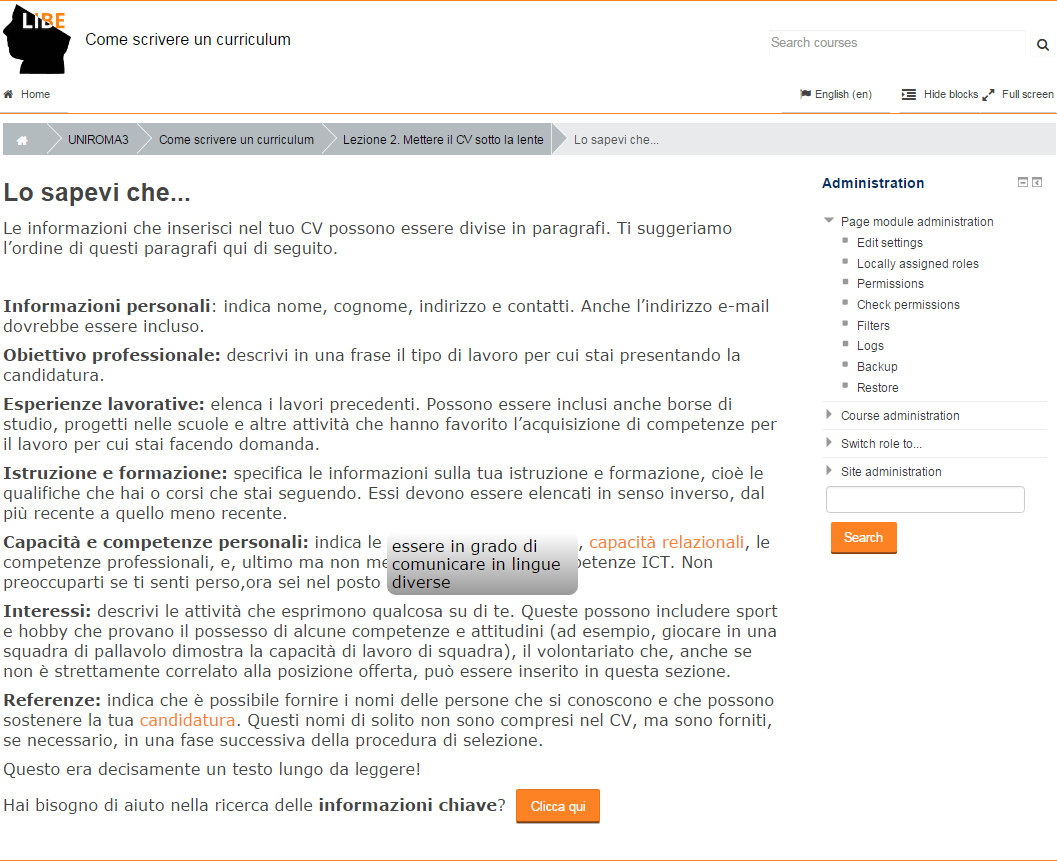 LIBE
Come scrivere un curriculum
Search courses
Home
English (en)
Hide blocks
Full screen
UNIROMA3
Come scrivere un curriculum
Lezione 2. Mettere il CV sotto la lente
Lo sapevi che...
Lo sapevi che...
Le informazioni che inserisci nel tuo CV possono essere divise in paragrafi. Ti suggeriamo
l’ordine di questi paragrafi qui di seguito.
Informazioni personali: indica nome, cognome, indirizzo e contatti. Anche l’indirizzo e-mail
dovrebbe essere incluso.
Obiettivo professionale: descrivi in una frase il tipo di lavoro per cui stai presentando la
candidatura.
Esperienze lavorative: elenca i lavori precedenti. Possono essere inclusi anche borse di
studio, progetti nelle scuole e altre attività che hanno favorito l’acquisizione di competenze per
il lavoro per cui stai facendo domanda.
Istruzione e formazione: specifica le informazioni sulla tua istruzione e formazione, cioè le
qualifiche che hai o corsi che stai seguendo. Essi devono essere elencati in senso inverso, dal
più recente a quello meno recente.
Capacità e competenze personali: indica le , capacità relazionali, le
competenze professionali, e, ultimo ma non me petenze ICT. Non
preoccuparti se ti senti perso,ora sei nel posto
essere in grado di
comunicare in lingue
diverse
Interessi: descrivi le attività che esprimono qualcosa su di te. Queste possono includere sport
e hobby che provano il possesso di alcune competenze e attitudini (ad esempio, giocare in una
squadra di pallavolo dimostra la capacità di lavoro di squadra), il volontariato che, anche se
non è strettamente correlato alla posizione offerta, può essere inserito in questa sezione.
Referenze: indica che è possibile fornire i nomi delle persone che si conoscono e che possono
sostenere la tua candidatura. Questi nomi di solito non sono compresi nel CV, ma sono forniti,
se necessario, in una fase successiva della procedura di selezione.
Questo era decisamente un testo lungo da leggere!
Hai bisogno di aiuto nella ricerca delle informazioni chiave? Clicca qui
Administration
Page module administration
Edit settings
Locally assigned roles
Permissions
Check permissions
Filters
Logs
Backup
Restore
Course administration
Switch role to...
Site administration
Search